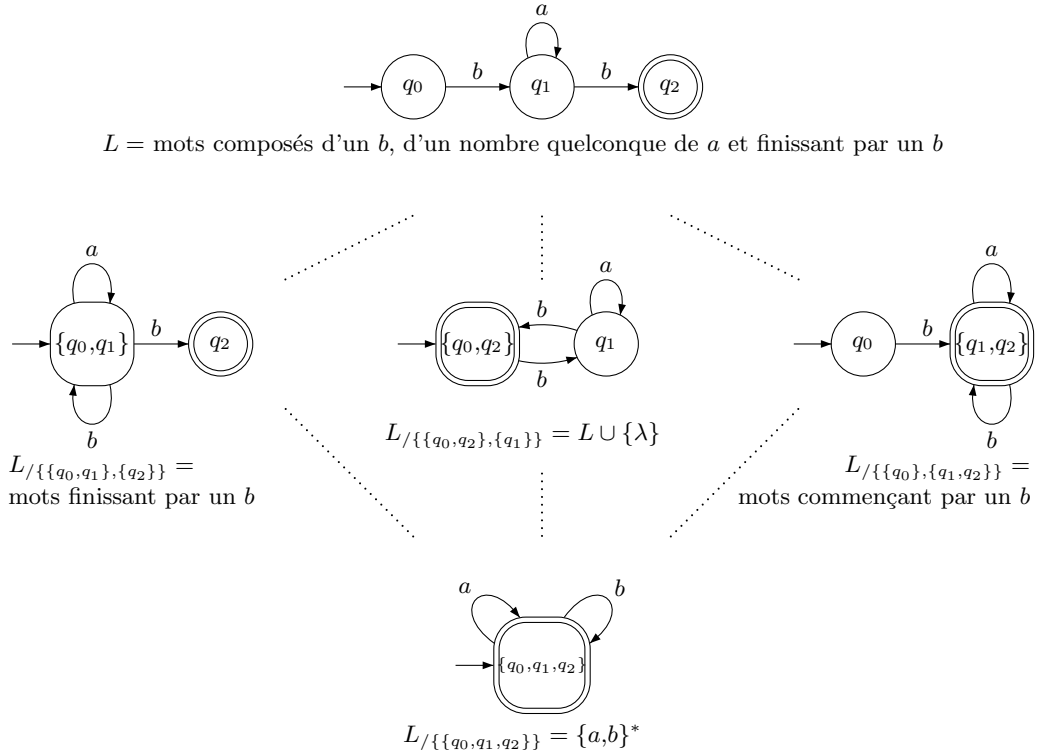 a
q₀ b q₁ b q₂
L = mots composés d'un b, d'un nombre quelconque de a et finissant par un b
a
{q₀,q₁} b q₂
b
L/{{q₀,q₁},{q₂}} =
mots finissant par un b
a
b
{q₀,q₂} q₁
b
L/{{q₀,q₂},{q₁}} = L ∪ {λ}
a
q₀ b {q₁,q₂}
b
L/{{q₀},{q₁,q₂}} =
mots commençant par un b
a b
{q₀,q₁,q₂}
L/{{q₀,q₁,q₂}} = {a,b}*